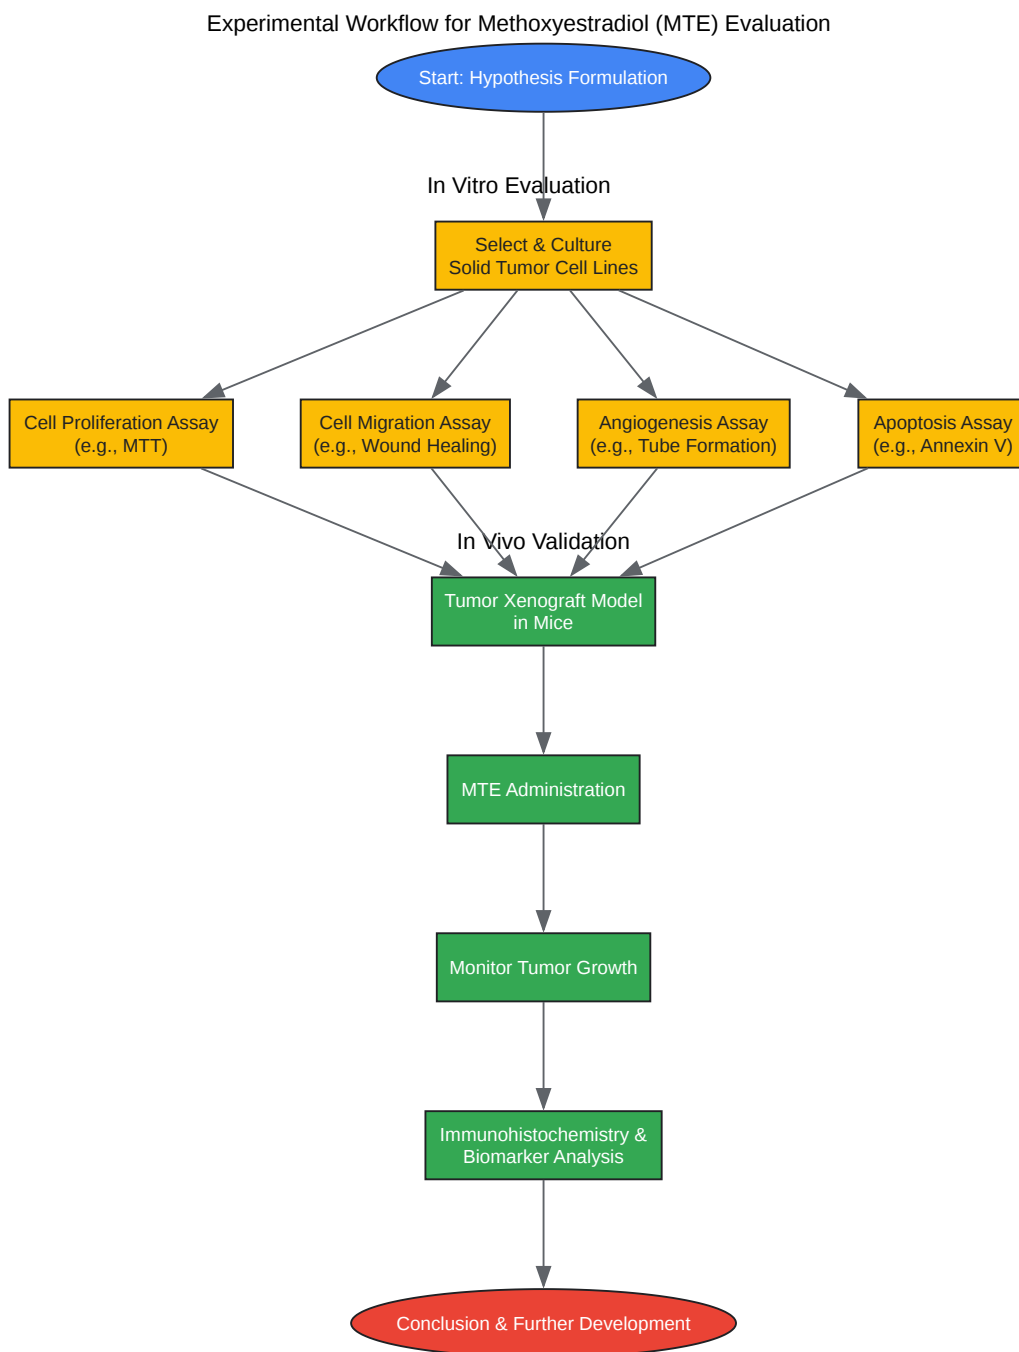 Experimental Workflow for Methoxyestradiol (MTE) Evaluation
Start: Hypothesis Formulation
In Vitro Evaluation
Select & Culture
Solid Tumor Cell Lines
Cell Proliferation Assay
(e.g., MTT)
Cell Migration Assay
(e.g., Wound Healing)
Angiogenesis Assay
(e.g., Tube Formation)
Apoptosis Assay
(e.g., Annexin V)
In Vivo Validation
Tumor Xenograft Model
in Mice
MTE Administration
Monitor Tumor Growth
Immunohistochemistry &
Biomarker Analysis
Conclusion & Further Development